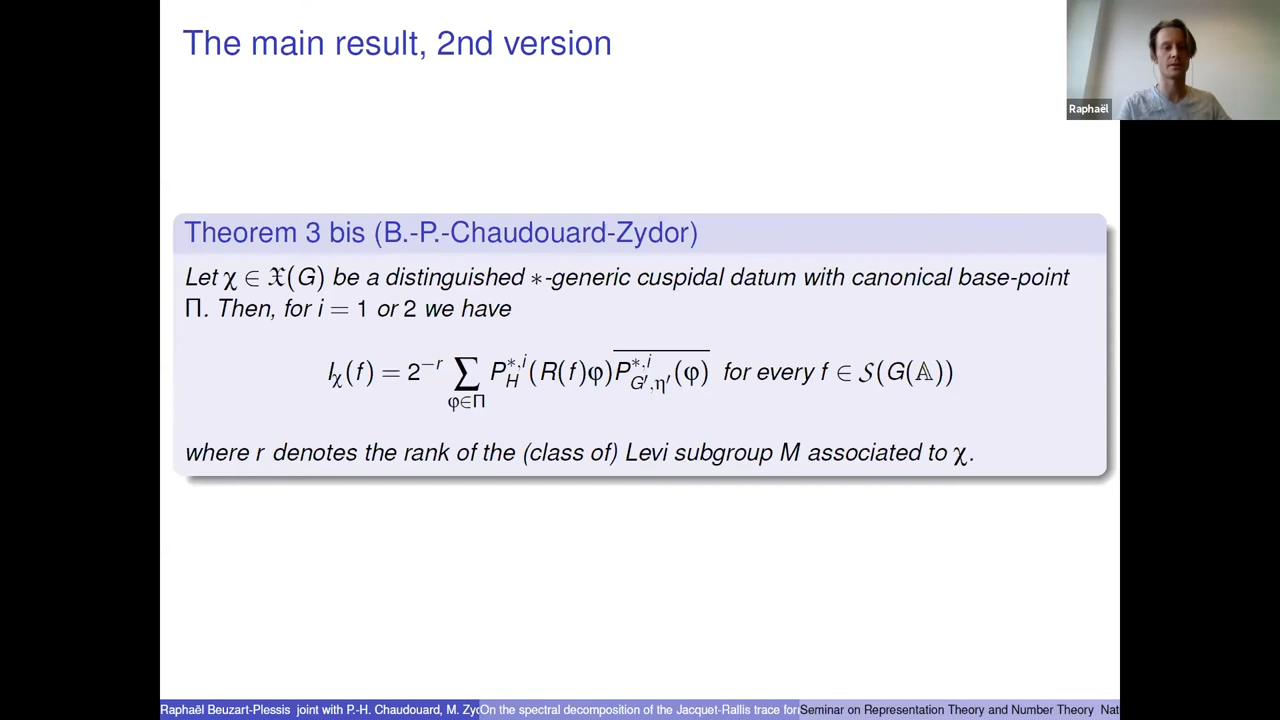 The main result, 2nd version
Raphaël
Theorem 3 bis (B.-P.-Chaudouard-Zydor)
Let χ ∈ 𝔛(G) be a distinguished ∗-generic cuspidal datum with canonical base-point
Π. Then, for i = 1 or 2 we have
I_χ(f) = 2^{−r} ∑_{φ∈Π} P_H^{∗,i}(R(f)φ) \overline{P_{G′,η′}^{∗,i}(φ)} for every f ∈ 𝒮(G(𝔸))
where r denotes the rank of the (class of) Levi subgroup M associated to χ.
Raphaël Beuzart-Plessis joint with P.-H. Chaudouard, M. Zyd
On the spectral decomposition of the Jacquet-Rallis trace for
Seminar on Representation Theory and Number Theory Nat